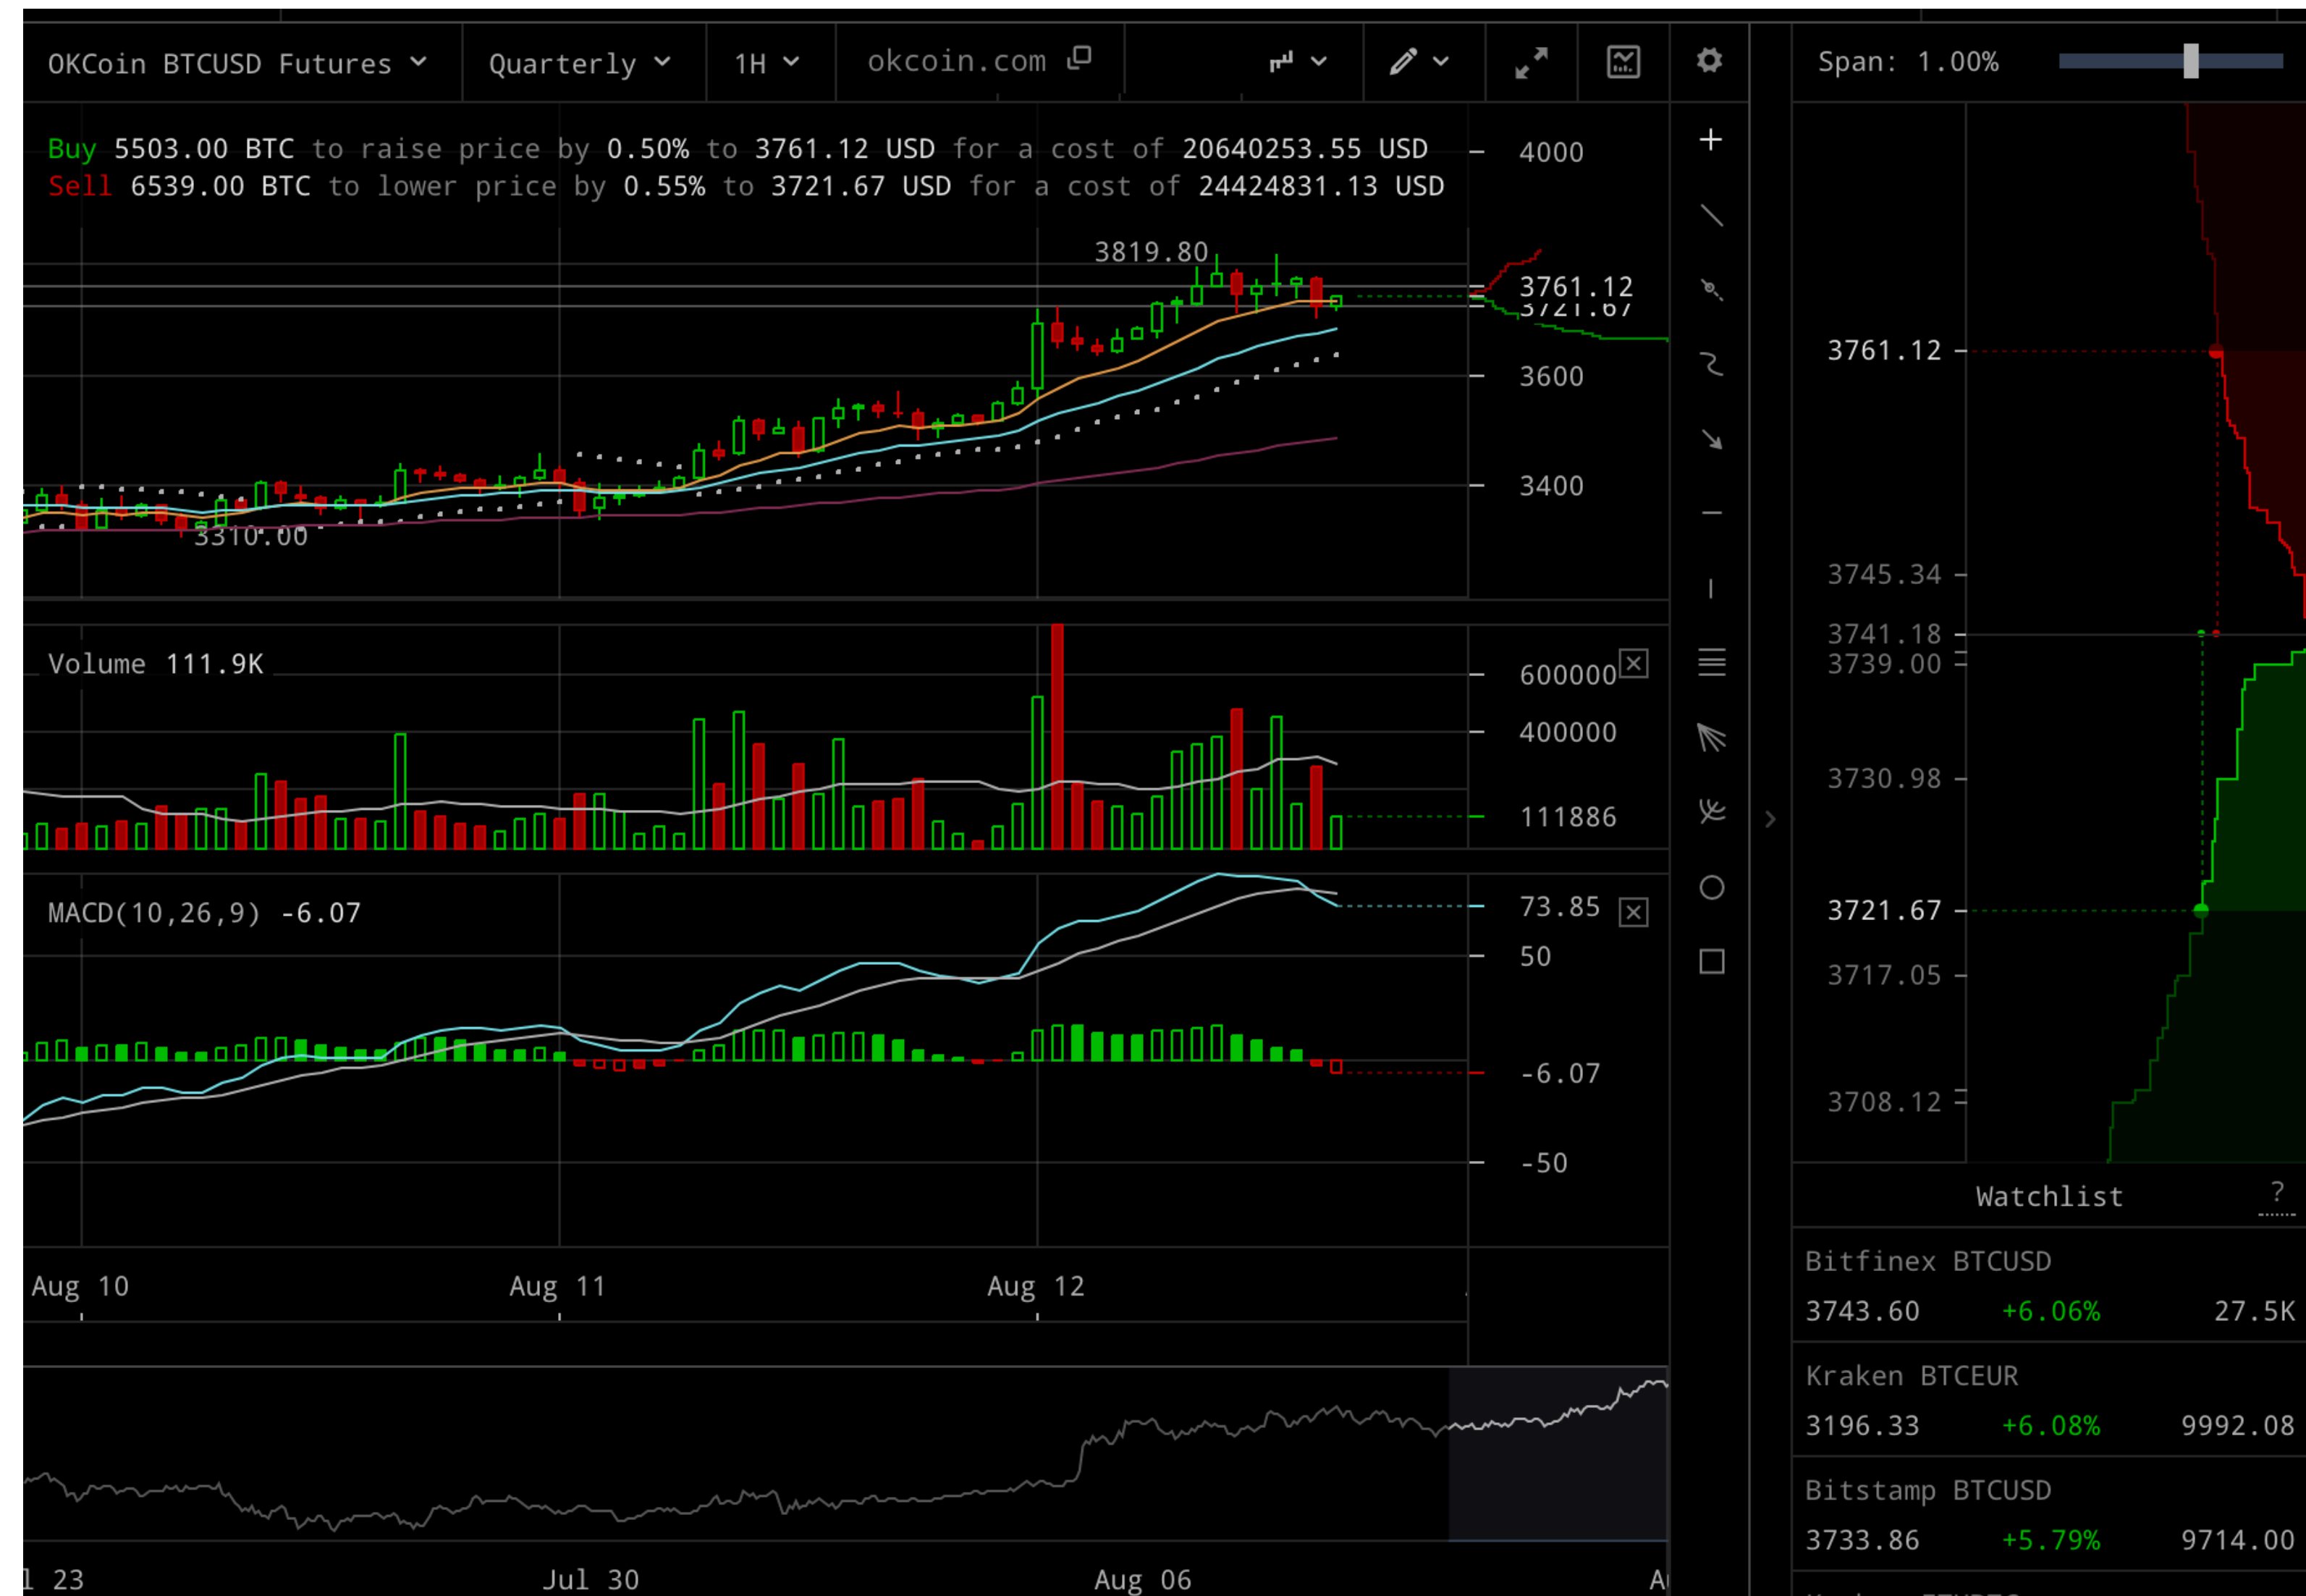 OKCoin BTCUSD Futures Quarterly 1H okcoin.com
Span: 1.00%
Buy 5503.00 BTC to raise price by 0.50% to 3761.12 USD for a cost of 20640253.55 USD
Sell 6539.00 BTC to lower price by 0.55% to 3721.67 USD for a cost of 24424831.13 USD
4000
3819.80
3761.12
3721.67
3600
3400
3310.00
Volume 111.9K
600000
400000
111886
MACD(10,26,9) -6.07
73.85
50
-6.07
-50
Aug 10 Aug 11 Aug 12
23 Jul 30 Aug 06
3761.12
3745.34
3741.18
3739.00
3730.98
3721.67
3717.05
3708.12
Watchlist ?
Bitfinex BTCUSD
3743.60 +6.06% 27.5K
Kraken BTCEUR
3196.33 +6.08% 9992.08
Bitstamp BTCUSD
3733.86 +5.79% 9714.00